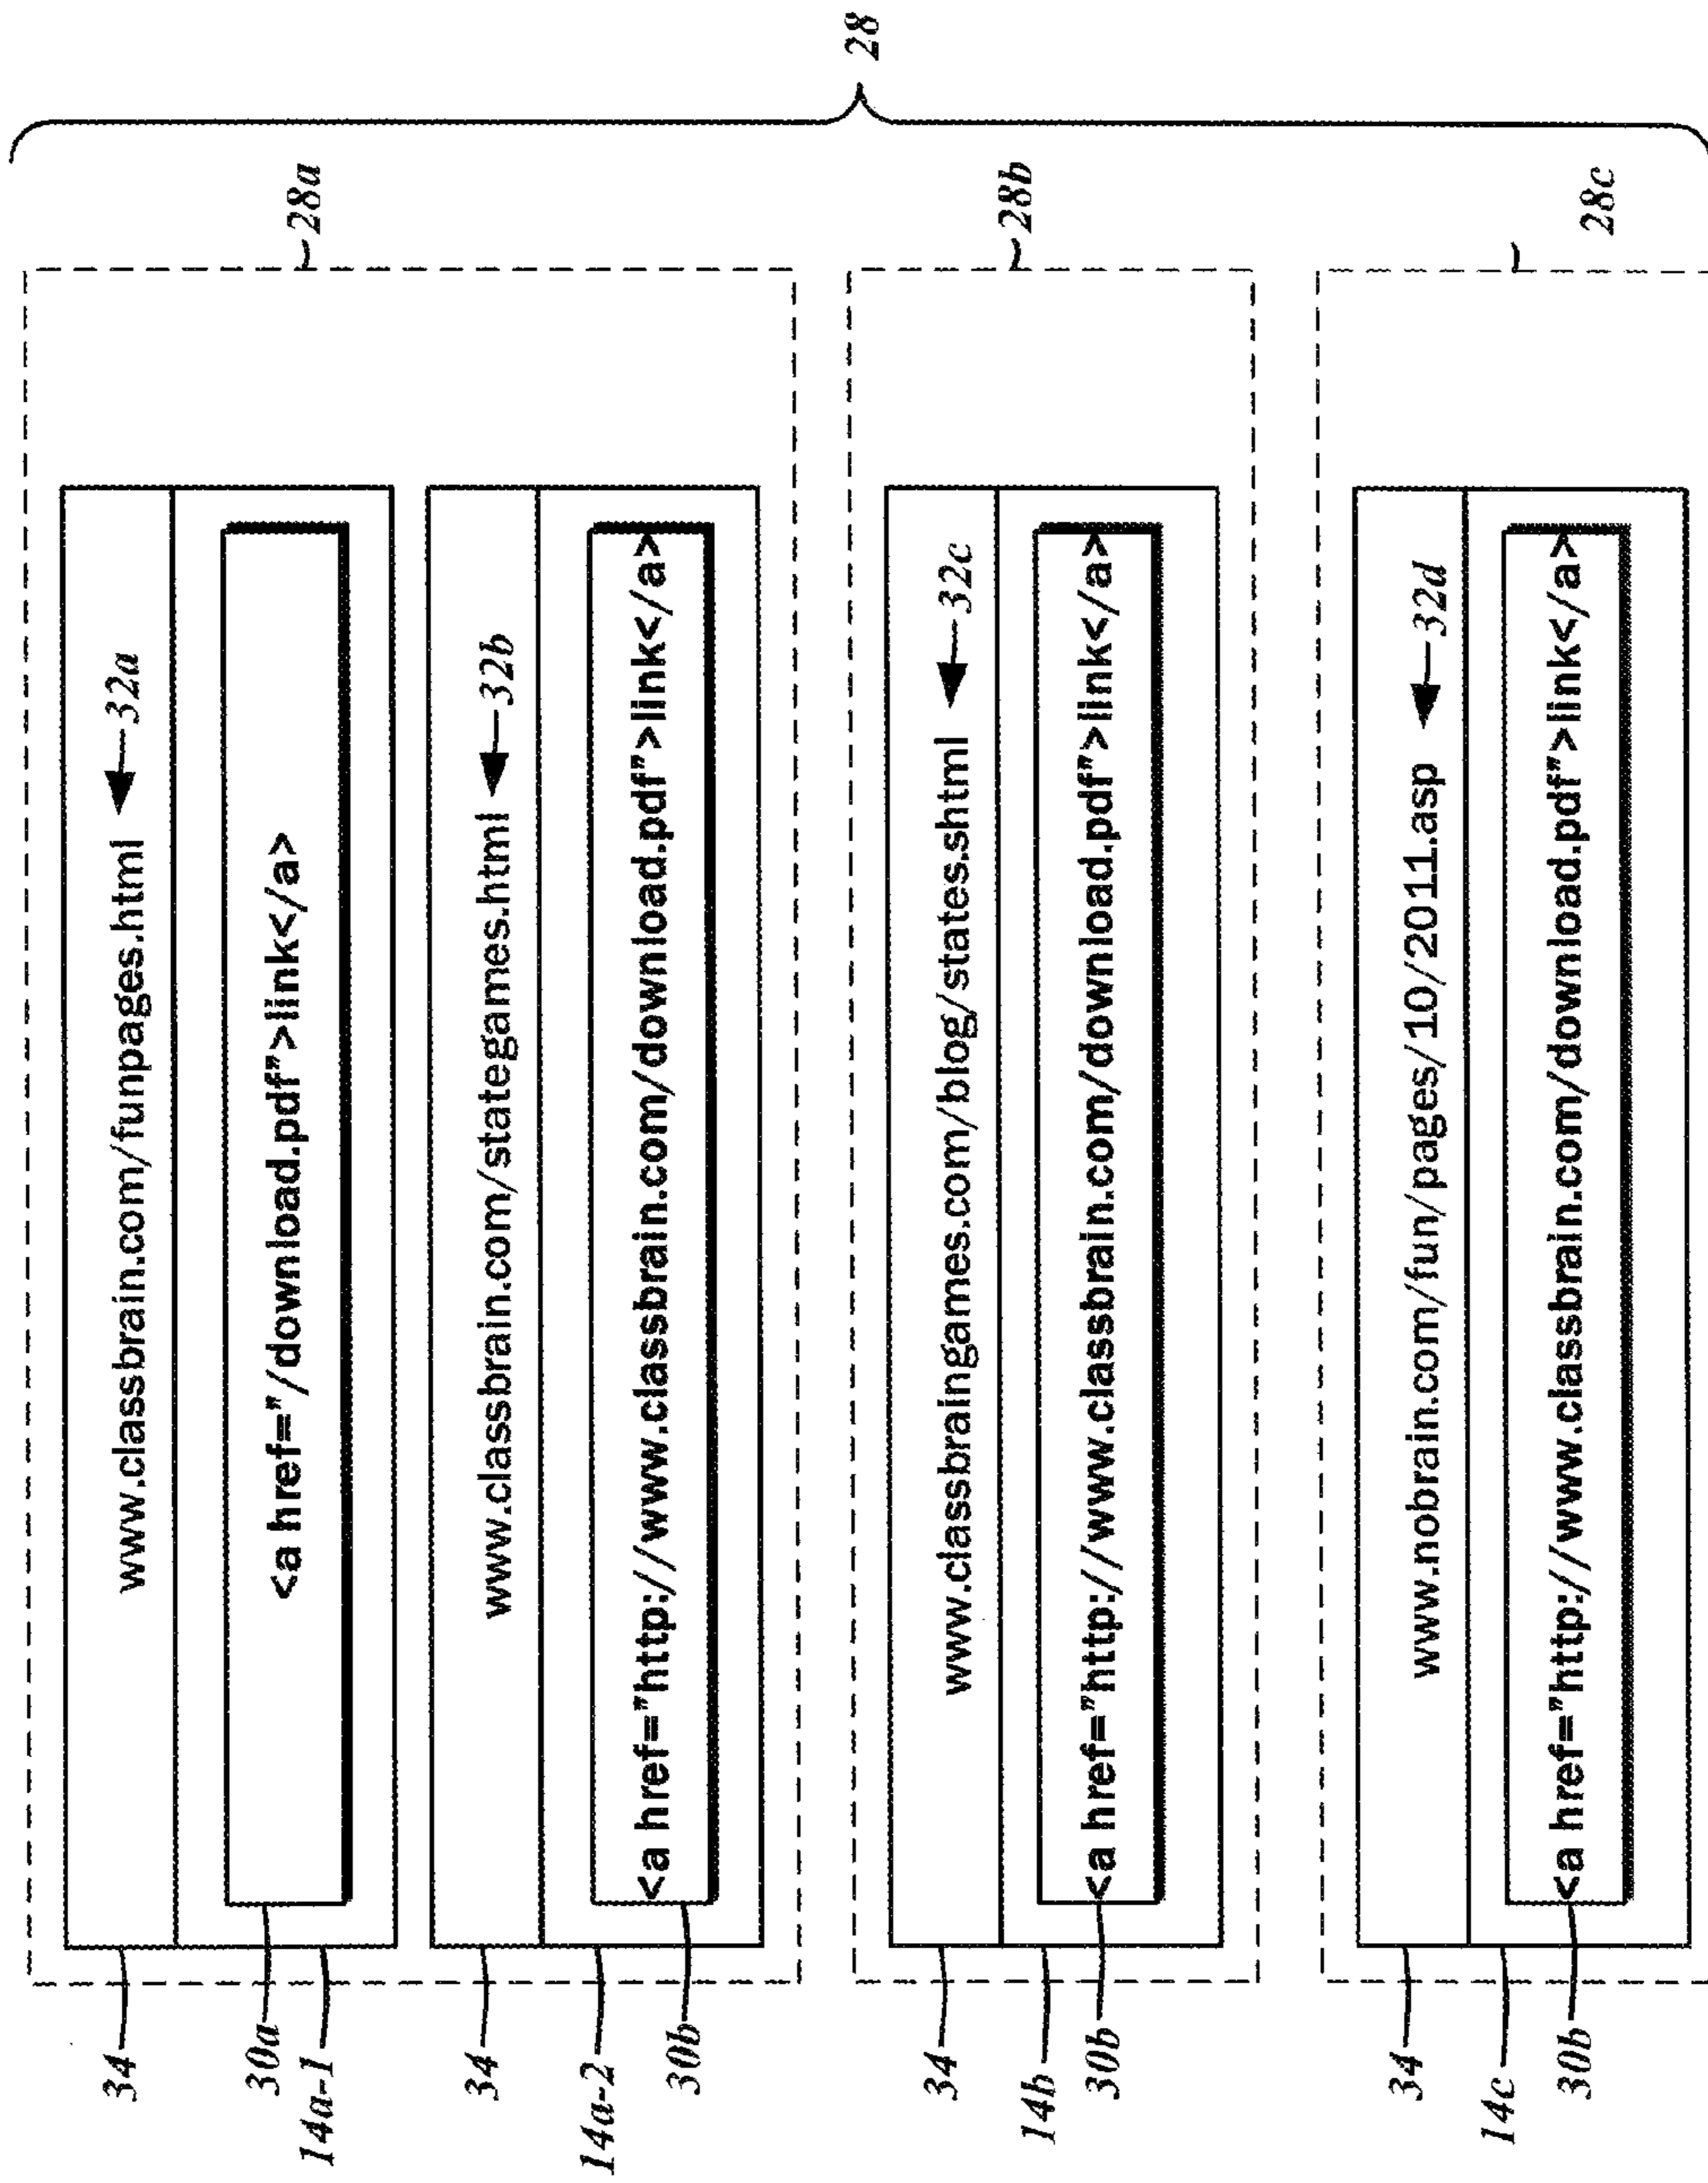 28
28a
34
www.classbrain.com/funpages.html
32a
30a
<a href="/download.pdf">link</a>
14a-1
34
www.classbrain.com/stategames.html
32b
14a-2
<a href="http://www.classbrain.com/download.pdf">link</a>
30b
28b
34
www.classbraingames.com/blog/states.shtml
32c
14b
<a href="http://www.classbrain.com/download.pdf">link</a>
30b
28c
34
www.nobrain.com/fun/pages/10/2011.asp
32d
14c
<a href="http://www.classbrain.com/download.pdf">link</a>
30b